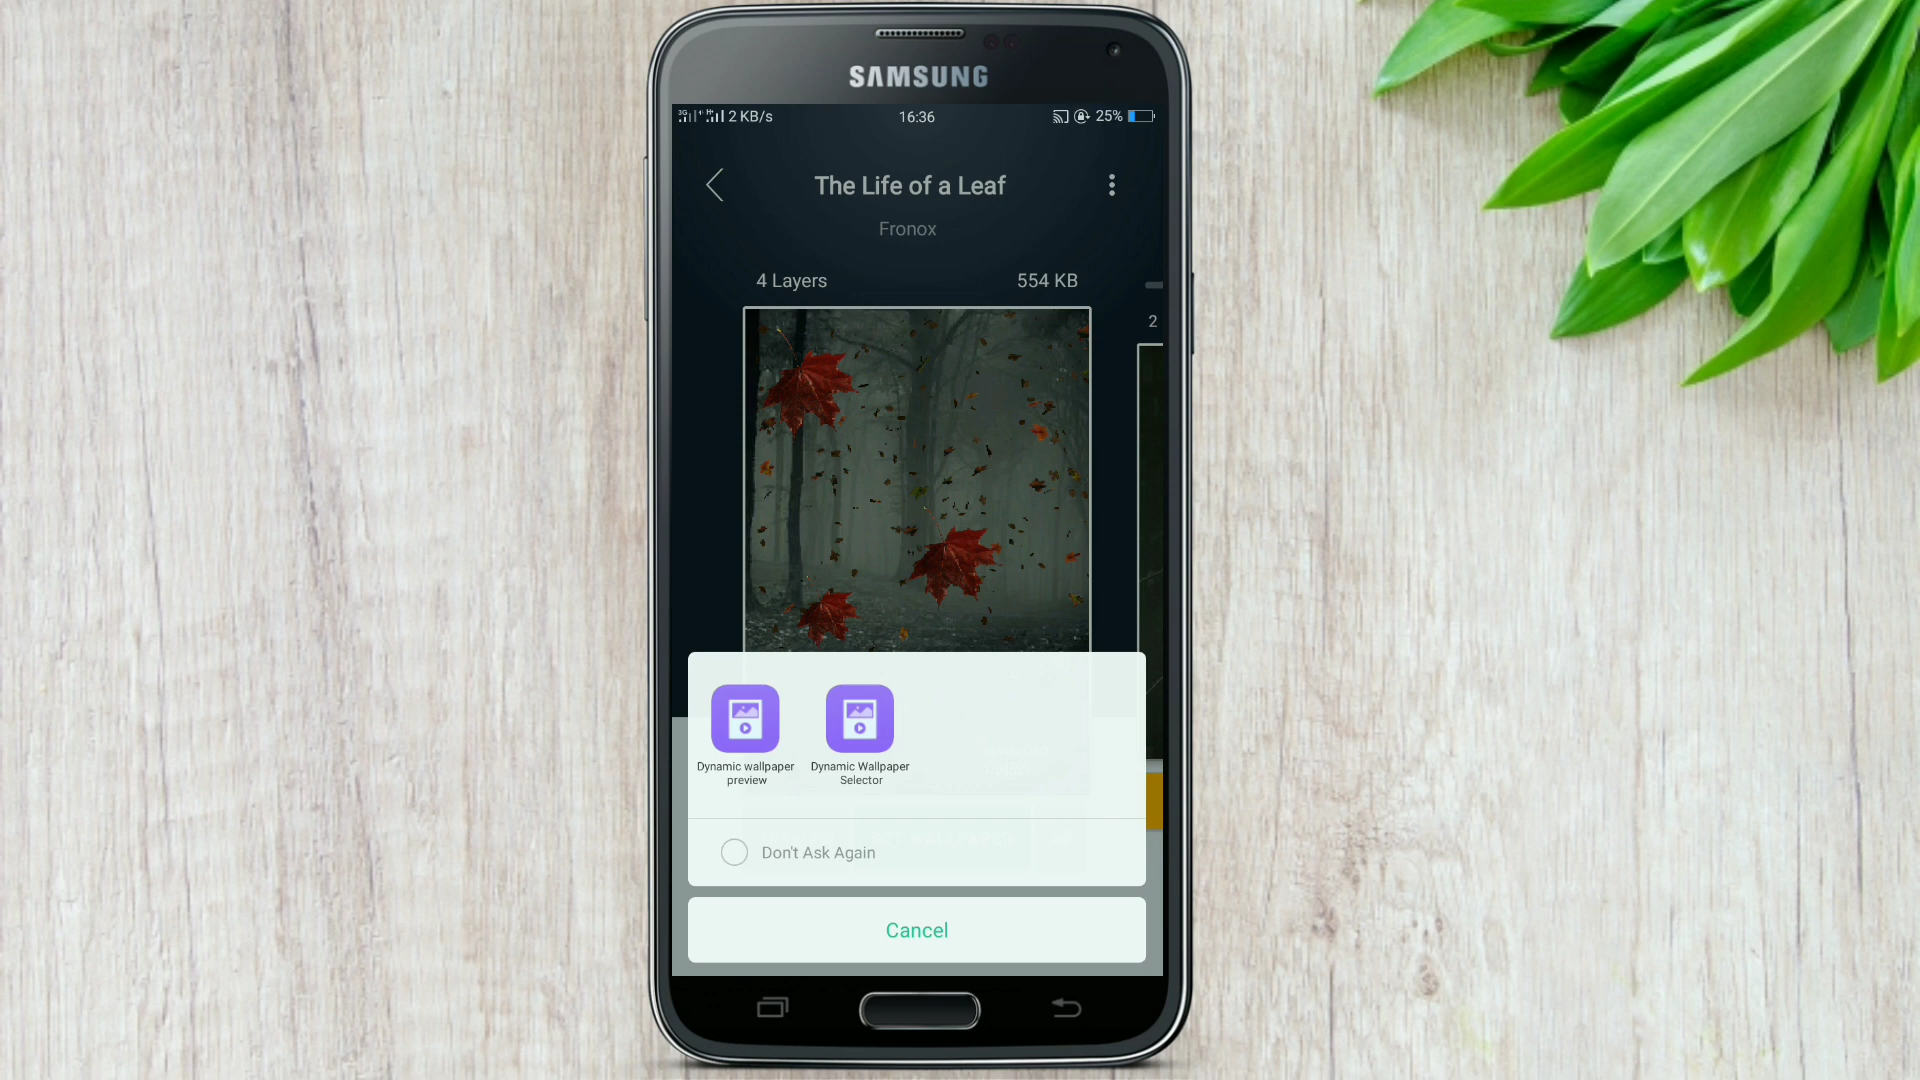 SAMSUNG
3G H+ 2 KB/s 16:36 25%
The Life of a Leaf
Fronox
4 Layers 554 KB
2
Dynamic wallpaper
preview
Dynamic Wallpaper
Selector
Don't Ask Again
Cancel